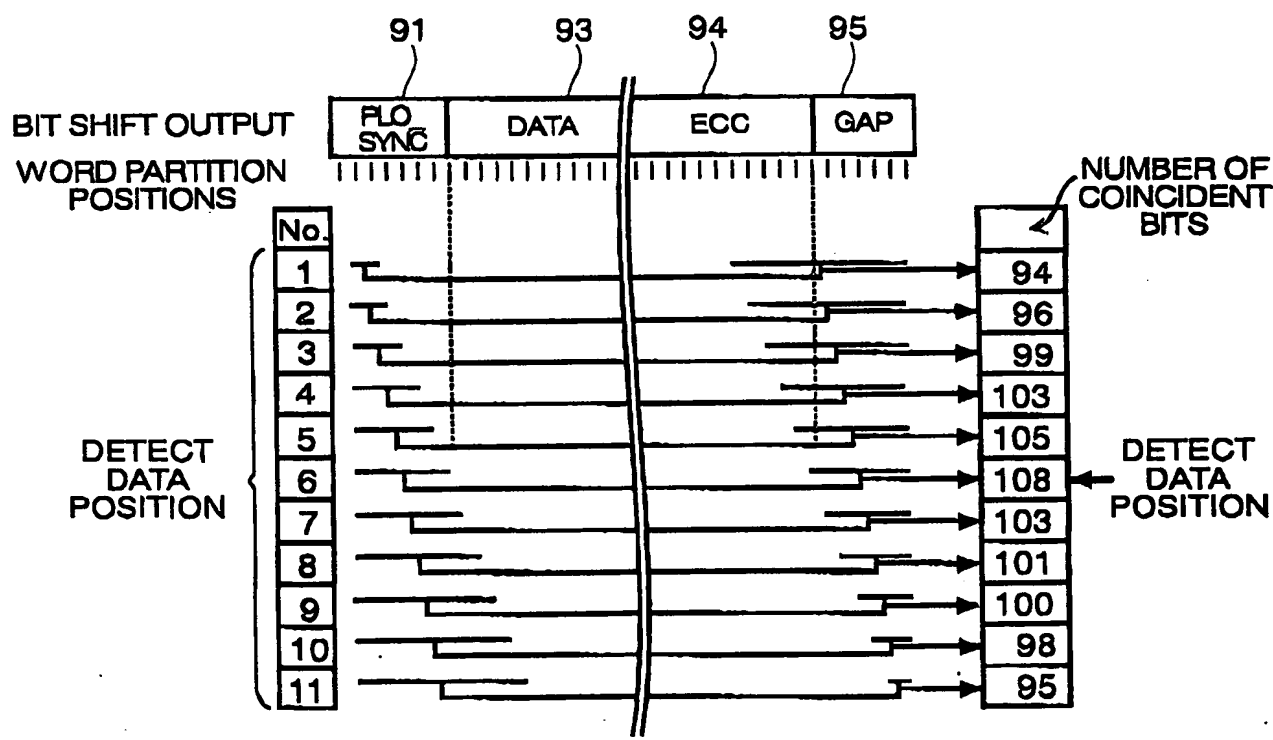 91 93 94 95
BIT SHIFT OUTPUT
PLO
SYNC
DATA
ECC
GAP
WORD PARTITION
POSITIONS
NUMBER OF
COINCIDENT
BITS
No.
1 94
2 96
3 99
4 103
5 105
6 108
7 103
8 101
9 100
10 98
11 95
DETECT
DATA
POSITION
DETECT
DATA
POSITION